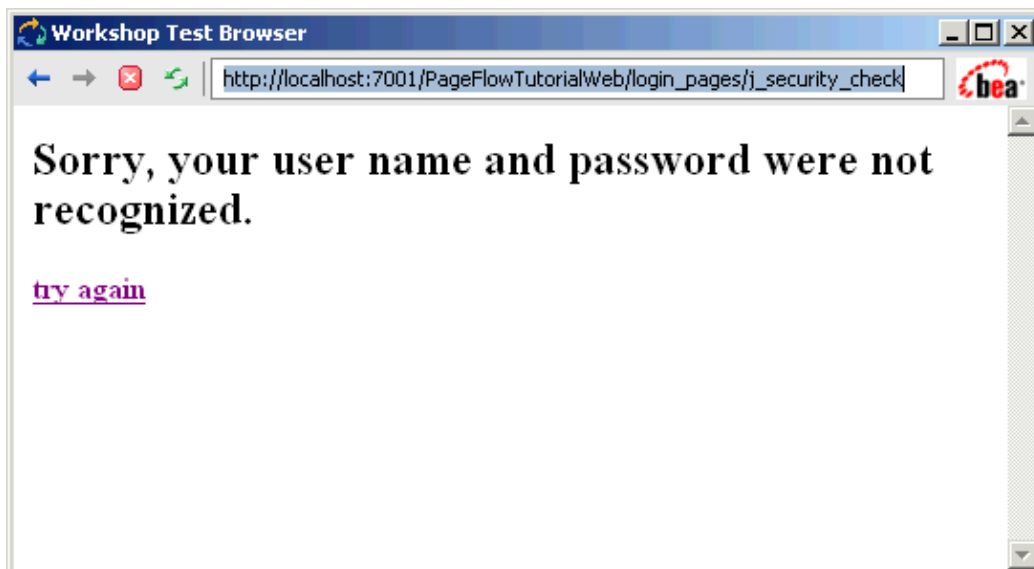 Workshop Test Browser
http://localhost:7001/PageFlowTutorialWeb/login_pages/j_security_check
bea
Sorry, your user name and password were not
recognized.
try again